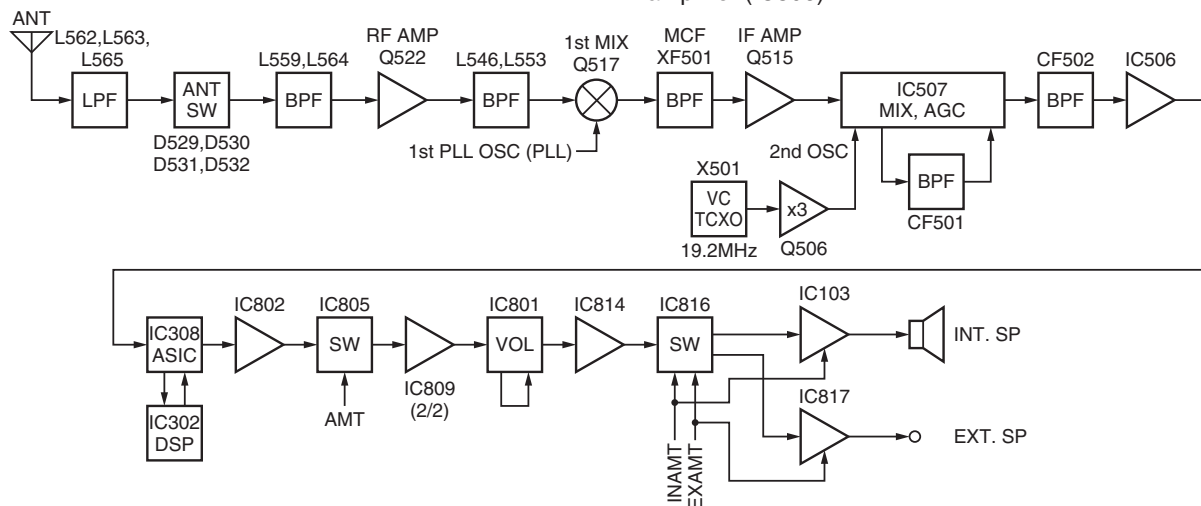 ANT
L562,L563,
L565
LPF
ANT
SW
D529,D530
D531,D532
L559,L564
BPF
RF AMP
Q522
L546,L553
BPF
1st MIX
Q517
1st PLL OSC (PLL)
MCF
XF501
BPF
IF AMP
Q515
IC507
MIX, AGC
2nd OSC
X501
VC
TCXO
19.2MHz
x3
Q506
BPF
CF501
CF502
BPF
IC506
IC308
ASIC
IC302
DSP
IC802
IC805
SW
AMT
IC809
(2/2)
IC801
VOL
IC814
IC816
SW
INAMT
EXAMT
IC103
INT. SP
IC817
EXT. SP